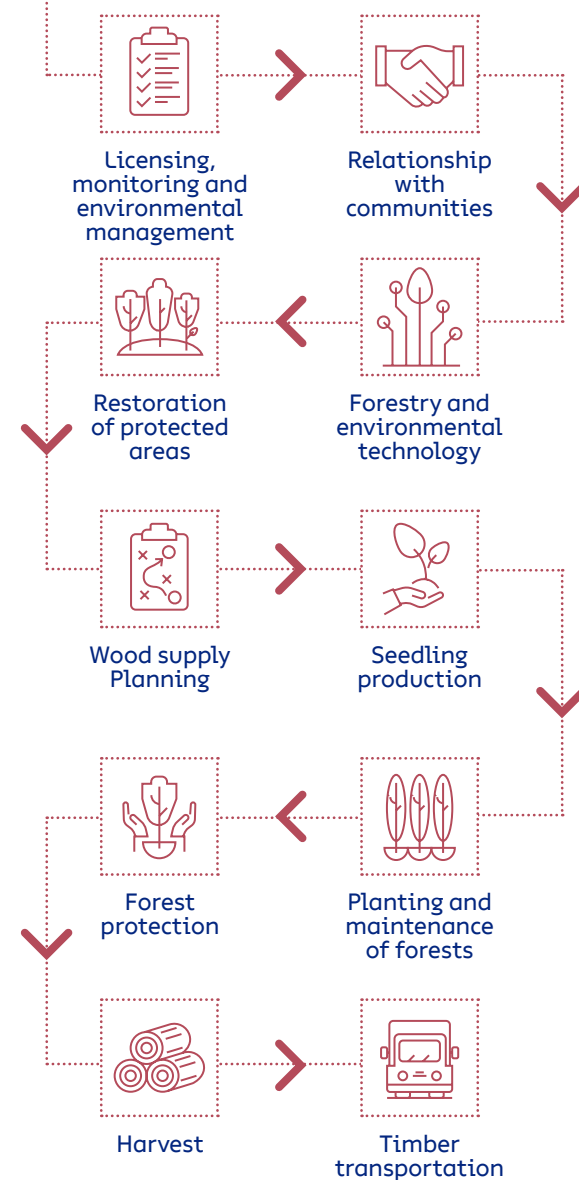 Licensing,
monitoring and
environmental
management
Relationship
with
communities
Forestry and
environmental
technology
Restoration
of protected
areas
Wood supply
Planning
Seedling
production
Planting and
maintenance
of forests
Forest
protection
Harvest
Timber
transportation